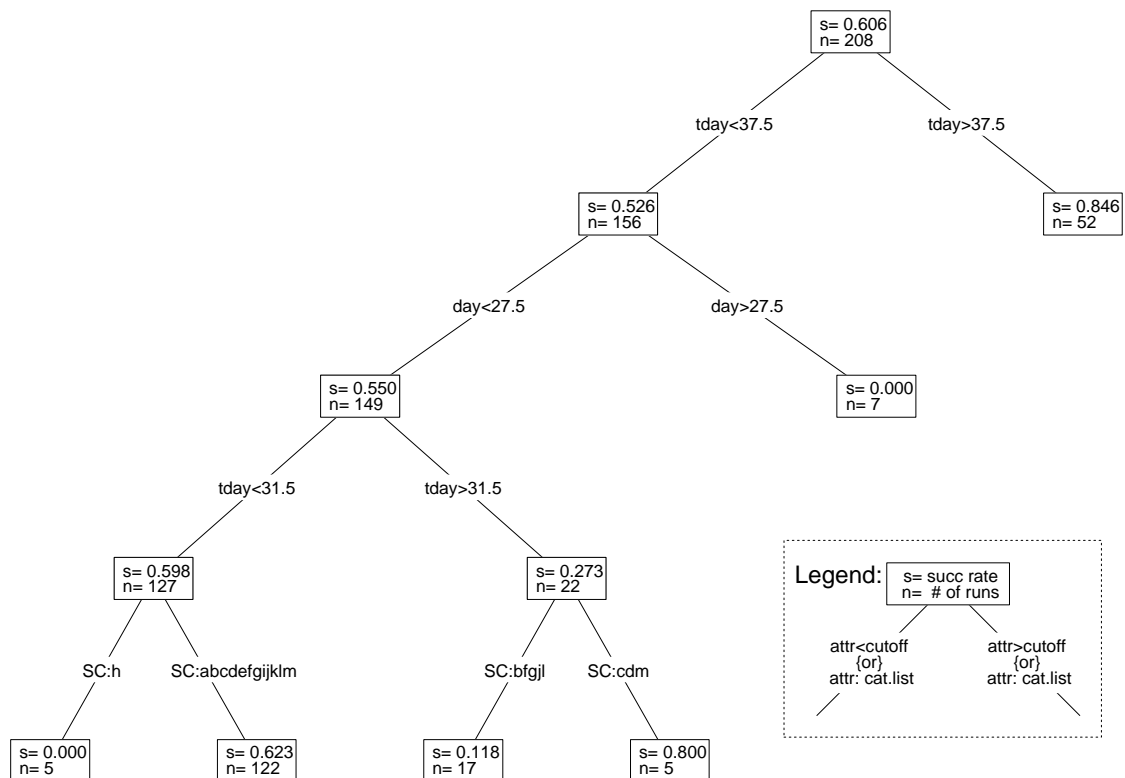 s= 0.606
n= 208
tday<37.5
tday>37.5
s= 0.526
n= 156
s= 0.846
n= 52
day<27.5
day>27.5
s= 0.550
n= 149
s= 0.000
n= 7
tday<31.5
tday>31.5
s= 0.598
n= 127
s= 0.273
n= 22
SC:h
SC:abcdefgijklm
SC:bfgjl
SC:cdm
s= 0.000
n= 5
s= 0.623
n= 122
s= 0.118
n= 17
s= 0.800
n= 5
Legend:
s= succ rate
n= # of runs
attr<cutoff
{or}
attr: cat.list
attr>cutoff
{or}
attr: cat.list